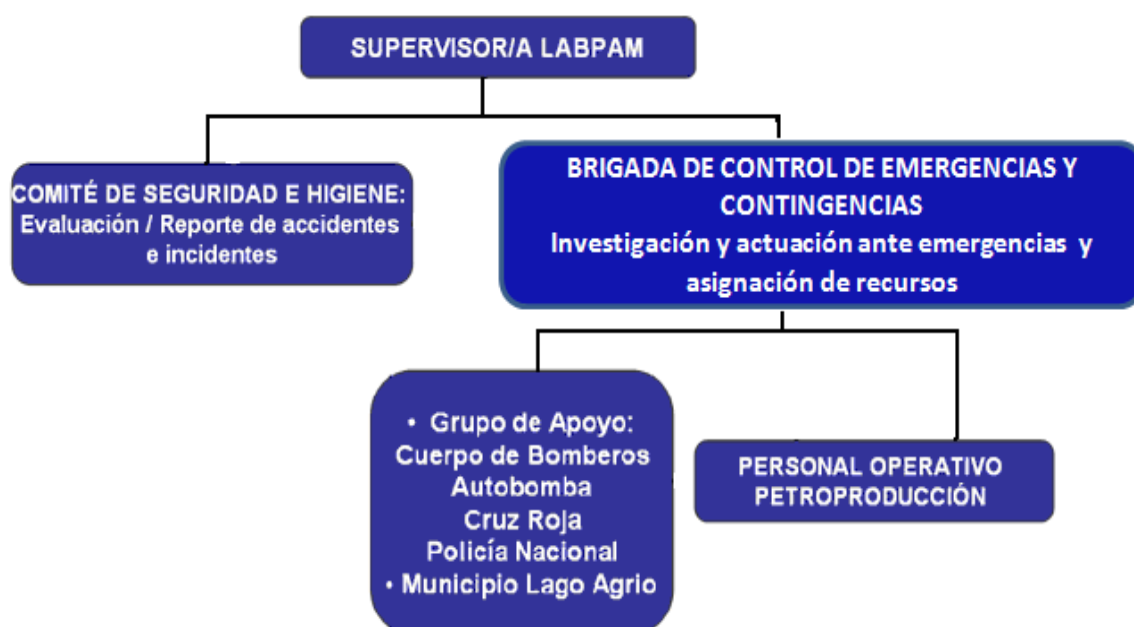 SUPERVISOR/A LABPAM
COMITÉ DE SEGURIDAD E HIGIENE:
Evaluación / Reporte de accidentes
e incidentes
BRIGADA DE CONTROL DE EMERGENCIAS Y
CONTINGENCIAS
Investigación y actuación ante emergencias y
asignación de recursos
• Grupo de Apoyo:
Cuerpo de Bomberos
Autobomba
Cruz Roja
Policía Nacional
• Municipio Lago Agrio
PERSONAL OPERATIVO
PETROPRODUCCIÓN